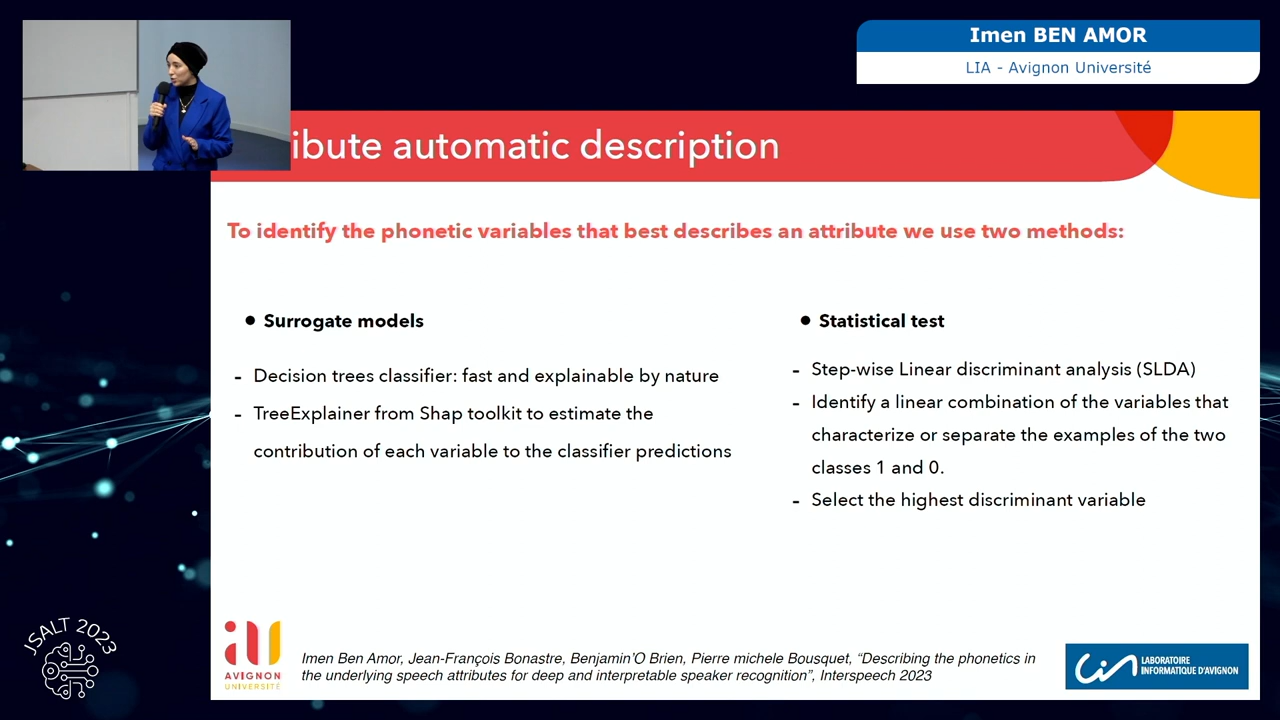 Imen BEN AMOR
LIA - Avignon Université
ibute automatic description
To identify the phonetic variables that best describes an attribute we use two methods:
● Surrogate models
- Decision trees classifier: fast and explainable by nature
- TreeExplainer from Shap toolkit to estimate the
contribution of each variable to the classifier predictions
● Statistical test
- Step-wise Linear discriminant analysis (SLDA)
- Identify a linear combination of the variables that
characterize or separate the examples of the two
classes 1 and 0.
- Select the highest discriminant variable
JSALT 2023
AVIGNON
UNIVERSITÉ
Imen Ben Amor, Jean-François Bonastre, Benjamin'O Brien, Pierre michele Bousquet, “Describing the phonetics in
the underlying speech attributes for deep and interpretable speaker recognition”, Interspeech 2023
LABORATOIRE
INFORMATIQUE D'AVIGNON